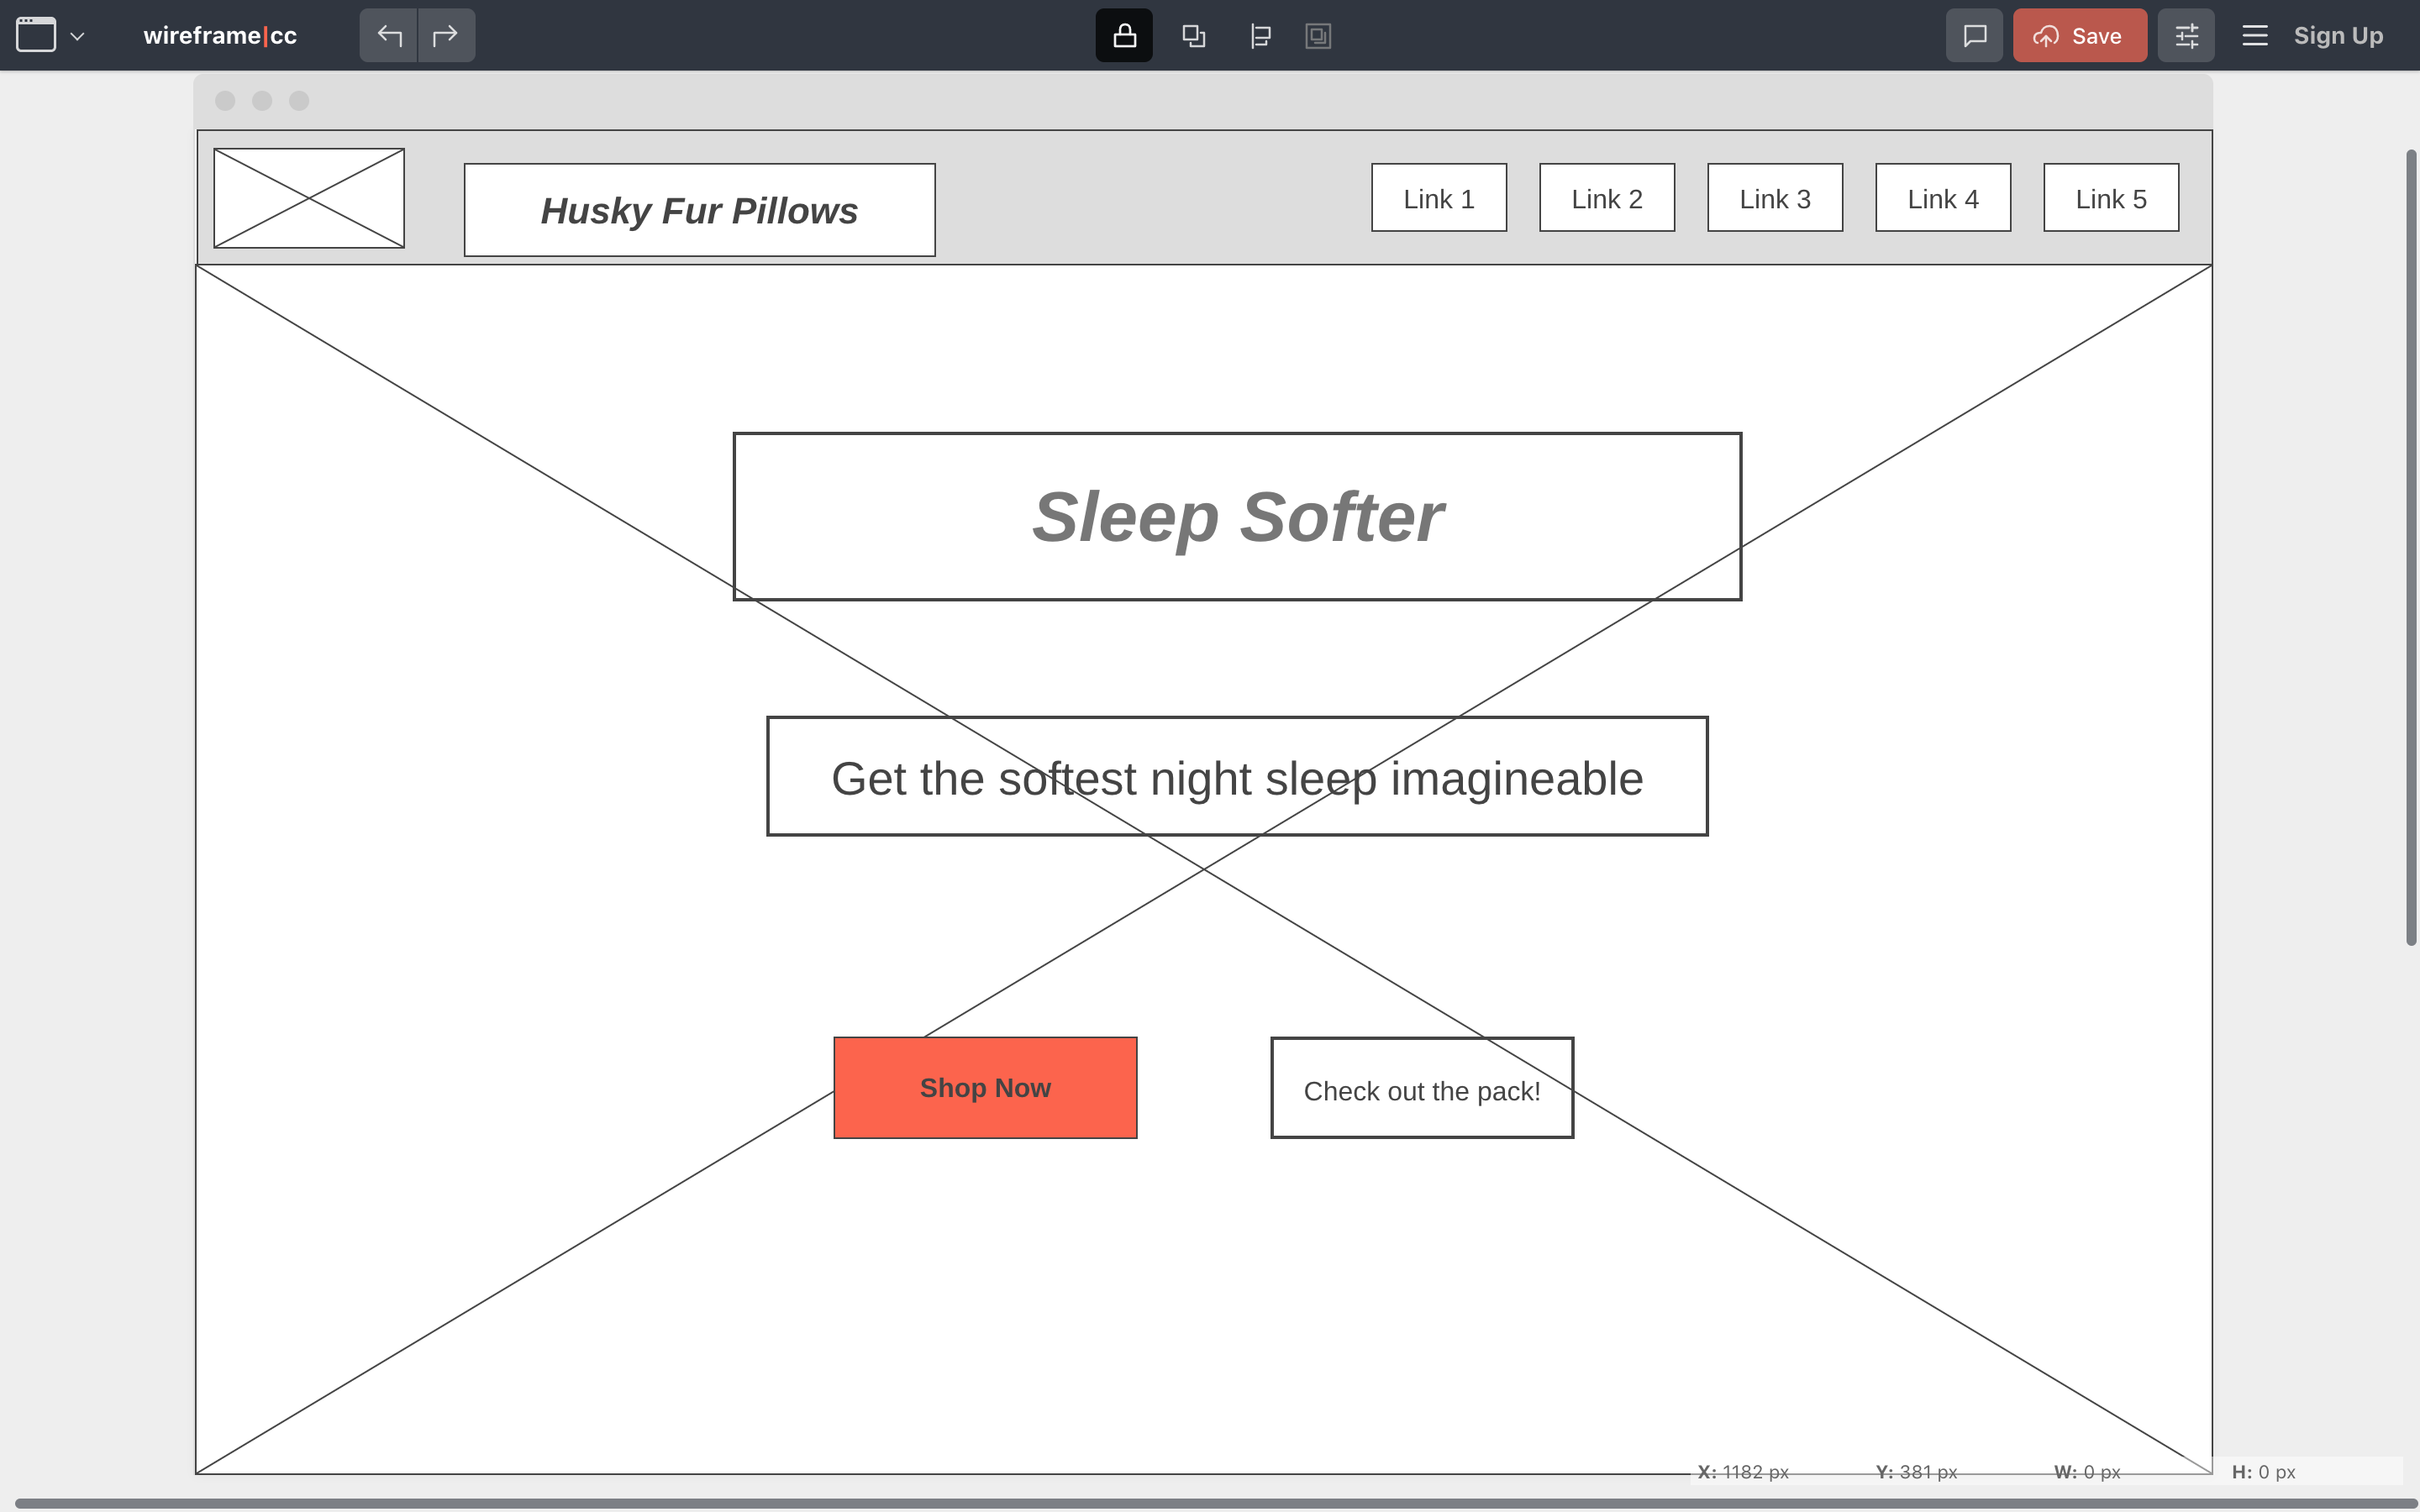 wireframe|cc
Save
Sign Up
Husky Fur Pillows
Link 1
Link 2
Link 3
Link 4
Link 5
Sleep Softer
Get the softest night sleep imagineable
Shop Now
Check out the pack!
X: 1182 px Y: 381 px W: 0 px H: 0 px